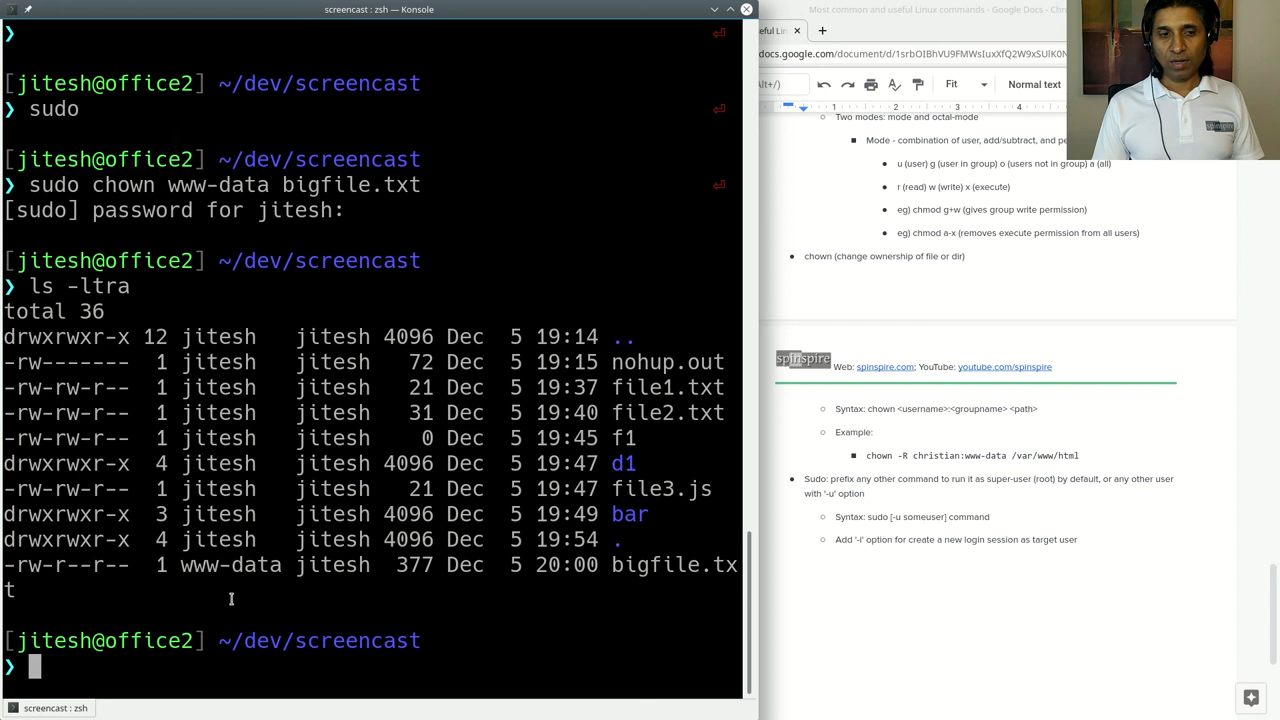 screencast : zsh — Konsole
❯
[jitesh@office2] ~/dev/screencast
❯ sudo
[jitesh@office2] ~/dev/screencast
❯ sudo chown www-data bigfile.txt
[sudo] password for jitesh:
[jitesh@office2] ~/dev/screencast
❯ ls -ltra
total 36
drwxrwxr-x 12 jitesh   jitesh 4096 Dec  5 19:14 ..
-rw-------  1 jitesh   jitesh   72 Dec  5 19:15 nohup.out
-rw-rw-r--  1 jitesh   jitesh   21 Dec  5 19:37 file1.txt
-rw-rw-r--  1 jitesh   jitesh   31 Dec  5 19:40 file2.txt
-rw-rw-r--  1 jitesh   jitesh    0 Dec  5 19:45 f1
drwxrwxr-x  4 jitesh   jitesh 4096 Dec  5 19:47 d1
-rw-rw-r--  1 jitesh   jitesh   21 Dec  5 19:47 file3.js
drwxrwxr-x  3 jitesh   jitesh 4096 Dec  5 19:49 bar
drwxrwxr-x  4 jitesh   jitesh 4096 Dec  5 19:54 .
-rw-r--r--  1 www-data jitesh  377 Dec  5 20:00 bigfile.tx
t
[jitesh@office2] ~/dev/screencast
❯
screencast : zsh
Most common and useful Linux commands - Google Docs - Chr
eful Lin
Alt+/) Fit Normal text
1 2 3 4
Two modes: mode and octal-mode
Mode - combination of user, add/subtract, and pe
u (user) g (user in group) o (users not in group) a (all)
r (read) w (write) x (execute)
eg) chmod g+w (gives group write permission)
eg) chmod a-x (removes execute permission from all users)
chown (change ownership of file or dir)
spinspire Web: spinspire.com; YouTube: youtube.com/spinspire
Syntax: chown <username>:<groupname> <path>
Example:
chown -R christian:www-data /var/www/html
Sudo: prefix any other command to run it as super-user (root) by default, or any other user
with '-u' option
Syntax: sudo [-u someuser] command
Add '-i' option for create a new login session as target user
spinspire